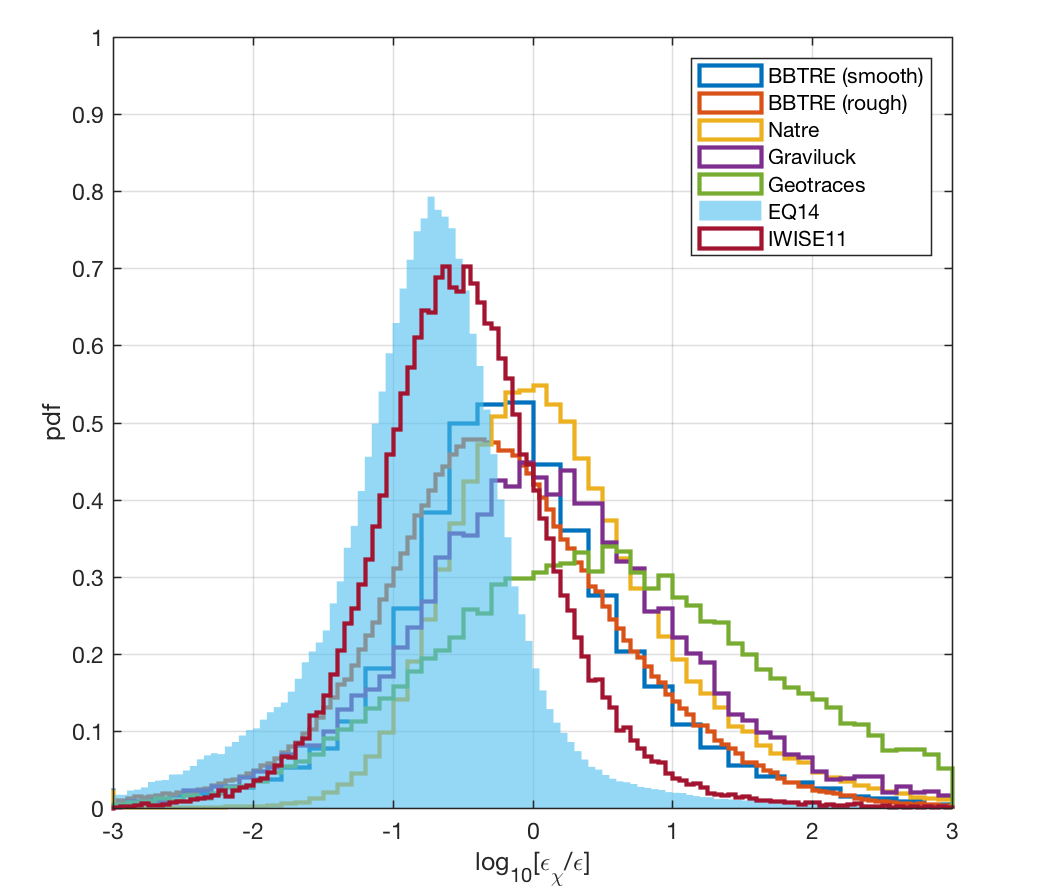 1
0.9
0.8
0.7
0.6
0.5
0.4
0.3
0.2
0.1
0
pdf
BBTRE (smooth)
BBTRE (rough)
Natre
Graviluck
Geotraces
EQ14
IWISE11
-3 -2 -1 0 1 2 3
log10[ϵχ/ϵ]